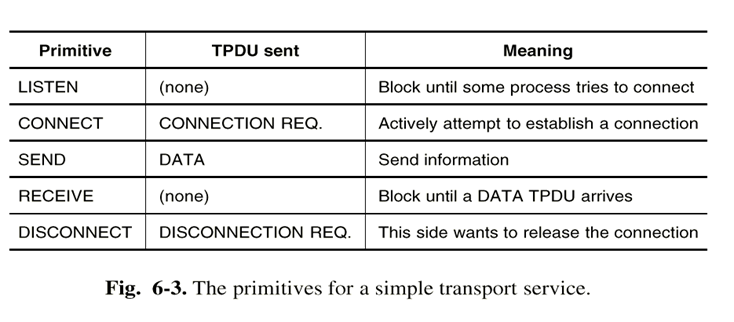 Primitive TPDU sent Meaning
LISTEN (none) Block until some process tries to connect
CONNECT CONNECTION REQ. Actively attempt to establish a connection
SEND DATA Send information
RECEIVE (none) Block until a DATA TPDU arrives
DISCONNECT DISCONNECTION REQ. This side wants to release the connection
Fig. 6-3. The primitives for a simple transport service.